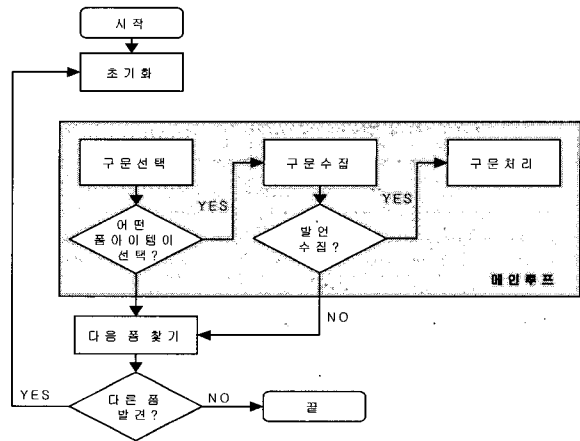 시작
초기화
구문선택
구문수집
구문처리
YES
YES
어떤
폼아이템이
선택?
발언
수집?
메인루프
NO
다음 폼 찾기
YES
다른 폼
발견?
NO
끝